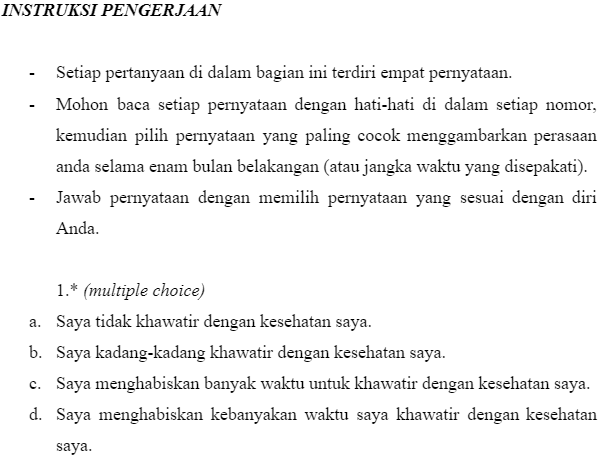 INSTRUKSI PENGERJAAN
- Setiap pertanyaan di dalam bagian ini terdiri empat pernyataan.
- Mohon baca setiap pernyataan dengan hati-hati di dalam setiap nomor,
kemudian pilih pernyataan yang paling cocok menggambarkan perasaan
anda selama enam bulan belakangan (atau jangka waktu yang disepakati).
- Jawab pernyataan dengan memilih pernyataan yang sesuai dengan diri
Anda.
1.* (multiple choice)
a. Saya tidak khawatir dengan kesehatan saya.
b. Saya kadang-kadang khawatir dengan kesehatan saya.
c. Saya menghabiskan banyak waktu untuk khawatir dengan kesehatan saya.
d. Saya menghabiskan kebanyakan waktu saya khawatir dengan kesehatan
saya.